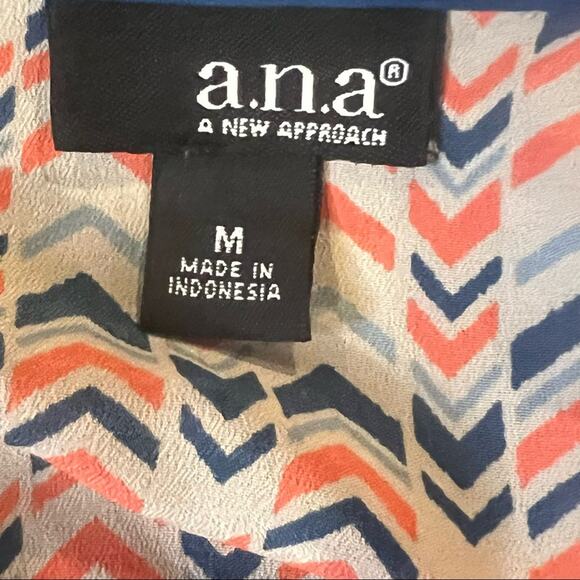 a.n.a®
A NEW APPROACH
M
MADE IN
INDONESIA